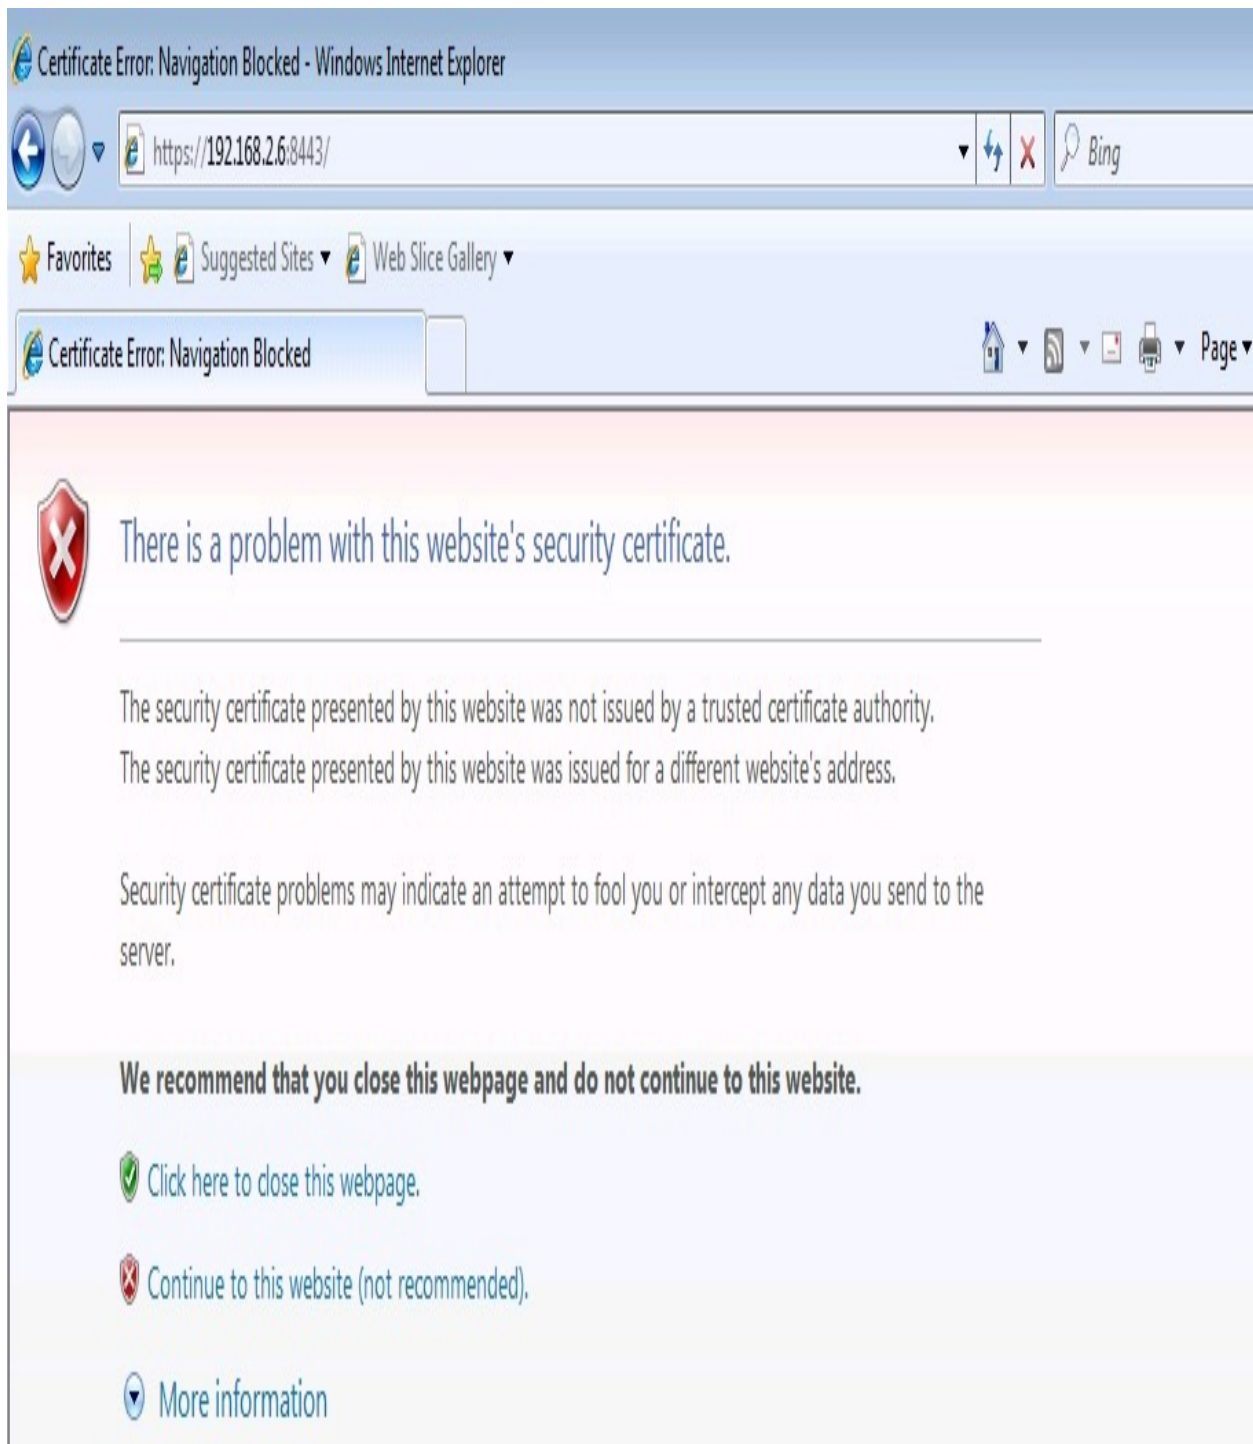 Certificate Error: Navigation Blocked - Windows Internet Explorer
https://192.168.2.6:8443/
Bing
Favorites
Suggested Sites
Web Slice Gallery
Certificate Error: Navigation Blocked
Page
There is a problem with this website's security certificate.
The security certificate presented by this website was not issued by a trusted certificate authority.
The security certificate presented by this website was issued for a different website's address.
Security certificate problems may indicate an attempt to fool you or intercept any data you send to the
server.
We recommend that you close this webpage and do not continue to this website.
Click here to close this webpage.
Continue to this website (not recommended).
More information